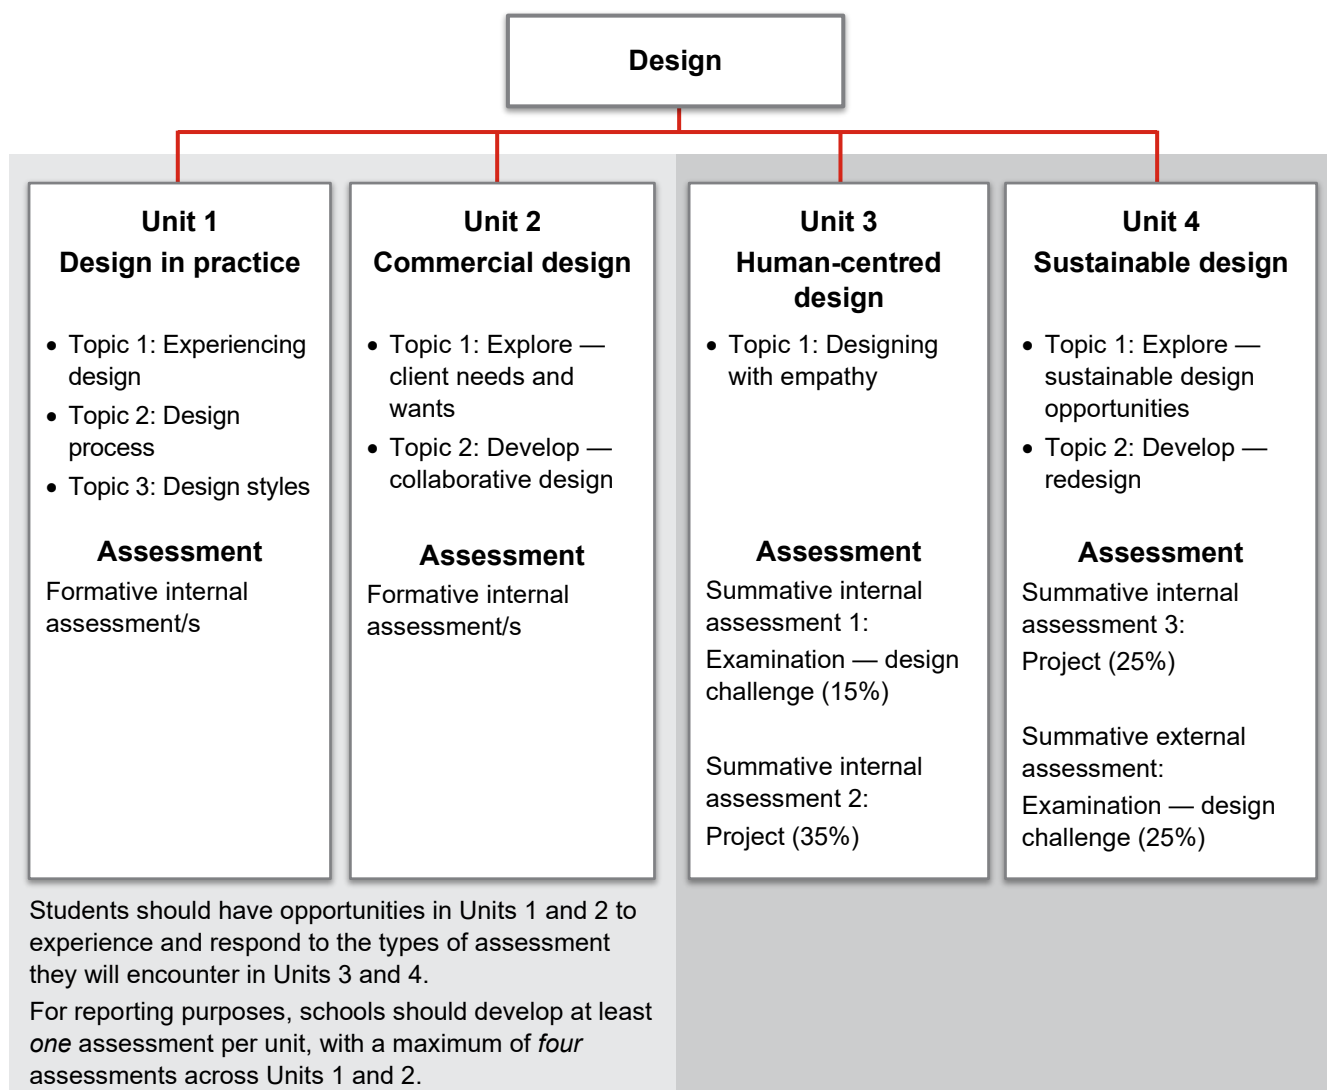 Design
Unit 1
Design in practice
• Topic 1: Experiencing
design
• Topic 2: Design
process
• Topic 3: Design styles
Assessment
Formative internal
assessment/s
Unit 2
Commercial design
• Topic 1: Explore —
client needs and
wants
• Topic 2: Develop —
collaborative design
Assessment
Formative internal
assessment/s
Unit 3
Human-centred
design
• Topic 1: Designing
with empathy
Assessment
Summative internal
assessment 1:
Examination — design
challenge (15%)
Summative internal
assessment 2:
Project (35%)
Unit 4
Sustainable design
• Topic 1: Explore —
sustainable design
opportunities
• Topic 2: Develop —
redesign
Assessment
Summative internal
assessment 3:
Project (25%)
Summative external
assessment:
Examination — design
challenge (25%)
Students should have opportunities in Units 1 and 2 to
experience and respond to the types of assessment
they will encounter in Units 3 and 4.
For reporting purposes, schools should develop at least
one assessment per unit, with a maximum of four
assessments across Units 1 and 2.